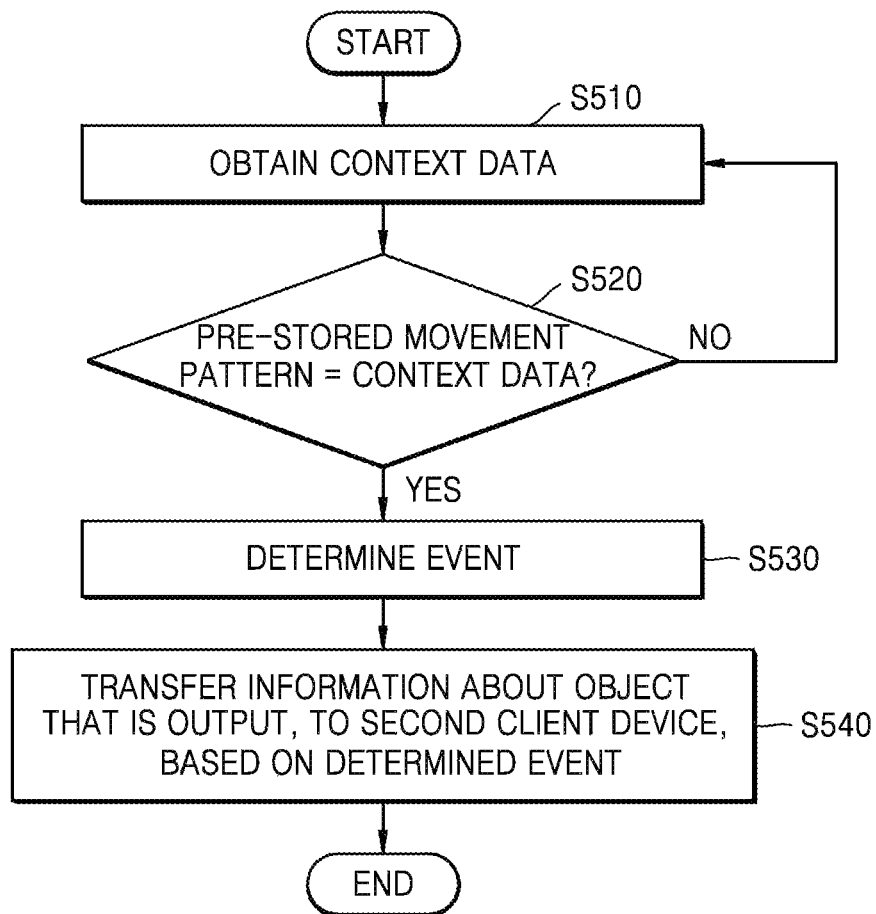 START
S510
OBTAIN CONTEXT DATA
S520
PRE-STORED MOVEMENT
PATTERN = CONTEXT DATA?
NO
YES
DETERMINE EVENT
S530
TRANSFER INFORMATION ABOUT OBJECT
THAT IS OUTPUT, TO SECOND CLIENT DEVICE,
BASED ON DETERMINED EVENT
S540
END